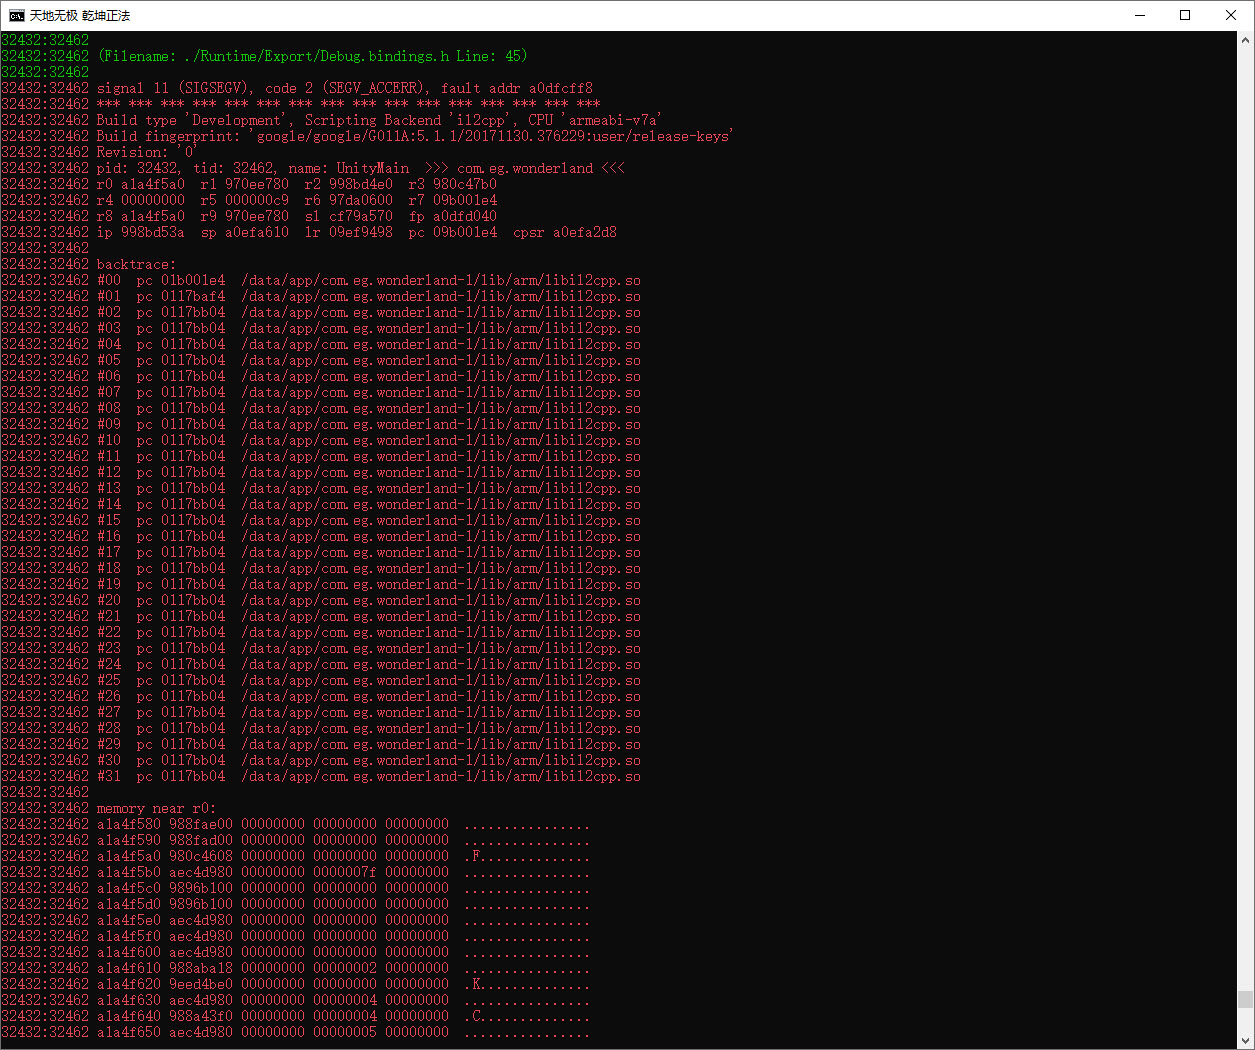 天地无极 乾坤正法
32432:32462
32432:32462 (Filename: ./Runtime/Export/Debug.bindings.h Line: 45)
32432:32462
32432:32462 signal 11 (SIGSEGV), code 2 (SEGV_ACCERR), fault addr a0dfcff8
32432:32462 *** *** *** *** *** *** *** *** *** *** *** *** *** *** *** ***
32432:32462 Build type 'Development', Scripting Backend 'il2cpp', CPU 'armeabi-v7a'
32432:32462 Build fingerprint: 'google/google/G011A:5.1.1/20171130.376229:user/release-keys'
32432:32462 Revision: '0'
32432:32462 pid: 32432, tid: 32462, name: UnityMain  >>> com.eg.wonderland <<<
32432:32462 r0 a1a4f5a0  r1 970ee780  r2 998bd4e0  r3 980c47b0
32432:32462 r4 00000000  r5 000000c9  r6 97da0600  r7 09b001e4
32432:32462 r8 a1a4f5a0  r9 970ee780  sl cf79a570  fp a0dfd040
32432:32462 ip 998bd53a  sp a0efa610  lr 09ef9498  pc 09b001e4  cpsr a0efa2d8
32432:32462
32432:32462 backtrace:
32432:32462 #00  pc 01b001e4  /data/app/com.eg.wonderland-1/lib/arm/libil2cpp.so
32432:32462 #01  pc 0117baf4  /data/app/com.eg.wonderland-1/lib/arm/libil2cpp.so
32432:32462 #02  pc 0117bb04  /data/app/com.eg.wonderland-1/lib/arm/libil2cpp.so
32432:32462 #03  pc 0117bb04  /data/app/com.eg.wonderland-1/lib/arm/libil2cpp.so
32432:32462 #04  pc 0117bb04  /data/app/com.eg.wonderland-1/lib/arm/libil2cpp.so
32432:32462 #05  pc 0117bb04  /data/app/com.eg.wonderland-1/lib/arm/libil2cpp.so
32432:32462 #06  pc 0117bb04  /data/app/com.eg.wonderland-1/lib/arm/libil2cpp.so
32432:32462 #07  pc 0117bb04  /data/app/com.eg.wonderland-1/lib/arm/libil2cpp.so
32432:32462 #08  pc 0117bb04  /data/app/com.eg.wonderland-1/lib/arm/libil2cpp.so
32432:32462 #09  pc 0117bb04  /data/app/com.eg.wonderland-1/lib/arm/libil2cpp.so
32432:32462 #10  pc 0117bb04  /data/app/com.eg.wonderland-1/lib/arm/libil2cpp.so
32432:32462 #11  pc 0117bb04  /data/app/com.eg.wonderland-1/lib/arm/libil2cpp.so
32432:32462 #12  pc 0117bb04  /data/app/com.eg.wonderland-1/lib/arm/libil2cpp.so
32432:32462 #13  pc 0117bb04  /data/app/com.eg.wonderland-1/lib/arm/libil2cpp.so
32432:32462 #14  pc 0117bb04  /data/app/com.eg.wonderland-1/lib/arm/libil2cpp.so
32432:32462 #15  pc 0117bb04  /data/app/com.eg.wonderland-1/lib/arm/libil2cpp.so
32432:32462 #16  pc 0117bb04  /data/app/com.eg.wonderland-1/lib/arm/libil2cpp.so
32432:32462 #17  pc 0117bb04  /data/app/com.eg.wonderland-1/lib/arm/libil2cpp.so
32432:32462 #18  pc 0117bb04  /data/app/com.eg.wonderland-1/lib/arm/libil2cpp.so
32432:32462 #19  pc 0117bb04  /data/app/com.eg.wonderland-1/lib/arm/libil2cpp.so
32432:32462 #20  pc 0117bb04  /data/app/com.eg.wonderland-1/lib/arm/libil2cpp.so
32432:32462 #21  pc 0117bb04  /data/app/com.eg.wonderland-1/lib/arm/libil2cpp.so
32432:32462 #22  pc 0117bb04  /data/app/com.eg.wonderland-1/lib/arm/libil2cpp.so
32432:32462 #23  pc 0117bb04  /data/app/com.eg.wonderland-1/lib/arm/libil2cpp.so
32432:32462 #24  pc 0117bb04  /data/app/com.eg.wonderland-1/lib/arm/libil2cpp.so
32432:32462 #25  pc 0117bb04  /data/app/com.eg.wonderland-1/lib/arm/libil2cpp.so
32432:32462 #26  pc 0117bb04  /data/app/com.eg.wonderland-1/lib/arm/libil2cpp.so
32432:32462 #27  pc 0117bb04  /data/app/com.eg.wonderland-1/lib/arm/libil2cpp.so
32432:32462 #28  pc 0117bb04  /data/app/com.eg.wonderland-1/lib/arm/libil2cpp.so
32432:32462 #29  pc 0117bb04  /data/app/com.eg.wonderland-1/lib/arm/libil2cpp.so
32432:32462 #30  pc 0117bb04  /data/app/com.eg.wonderland-1/lib/arm/libil2cpp.so
32432:32462 #31  pc 0117bb04  /data/app/com.eg.wonderland-1/lib/arm/libil2cpp.so
32432:32462
32432:32462 memory near r0:
32432:32462 a1a4f580 988fae00 00000000 00000000 00000000  ................
32432:32462 a1a4f590 988fad00 00000000 00000000 00000000  ................
32432:32462 a1a4f5a0 980c4608 00000000 00000000 00000000  .F..............
32432:32462 a1a4f5b0 aec4d980 00000000 0000007f 00000000  ................
32432:32462 a1a4f5c0 9896b100 00000000 00000000 00000000  ................
32432:32462 a1a4f5d0 9896b100 00000000 00000000 00000000  ................
32432:32462 a1a4f5e0 aec4d980 00000000 00000000 00000000  ................
32432:32462 a1a4f5f0 aec4d980 00000000 00000000 00000000  ................
32432:32462 a1a4f600 aec4d980 00000000 00000000 00000000  ................
32432:32462 a1a4f610 988aba18 00000000 00000002 00000000  ................
32432:32462 a1a4f620 9eed4be0 00000000 00000000 00000000  .K..............
32432:32462 a1a4f630 aec4d980 00000000 00000004 00000000  ................
32432:32462 a1a4f640 988a43f0 00000000 00000004 00000000  .C..............
32432:32462 a1a4f650 aec4d980 00000000 00000005 00000000  ................